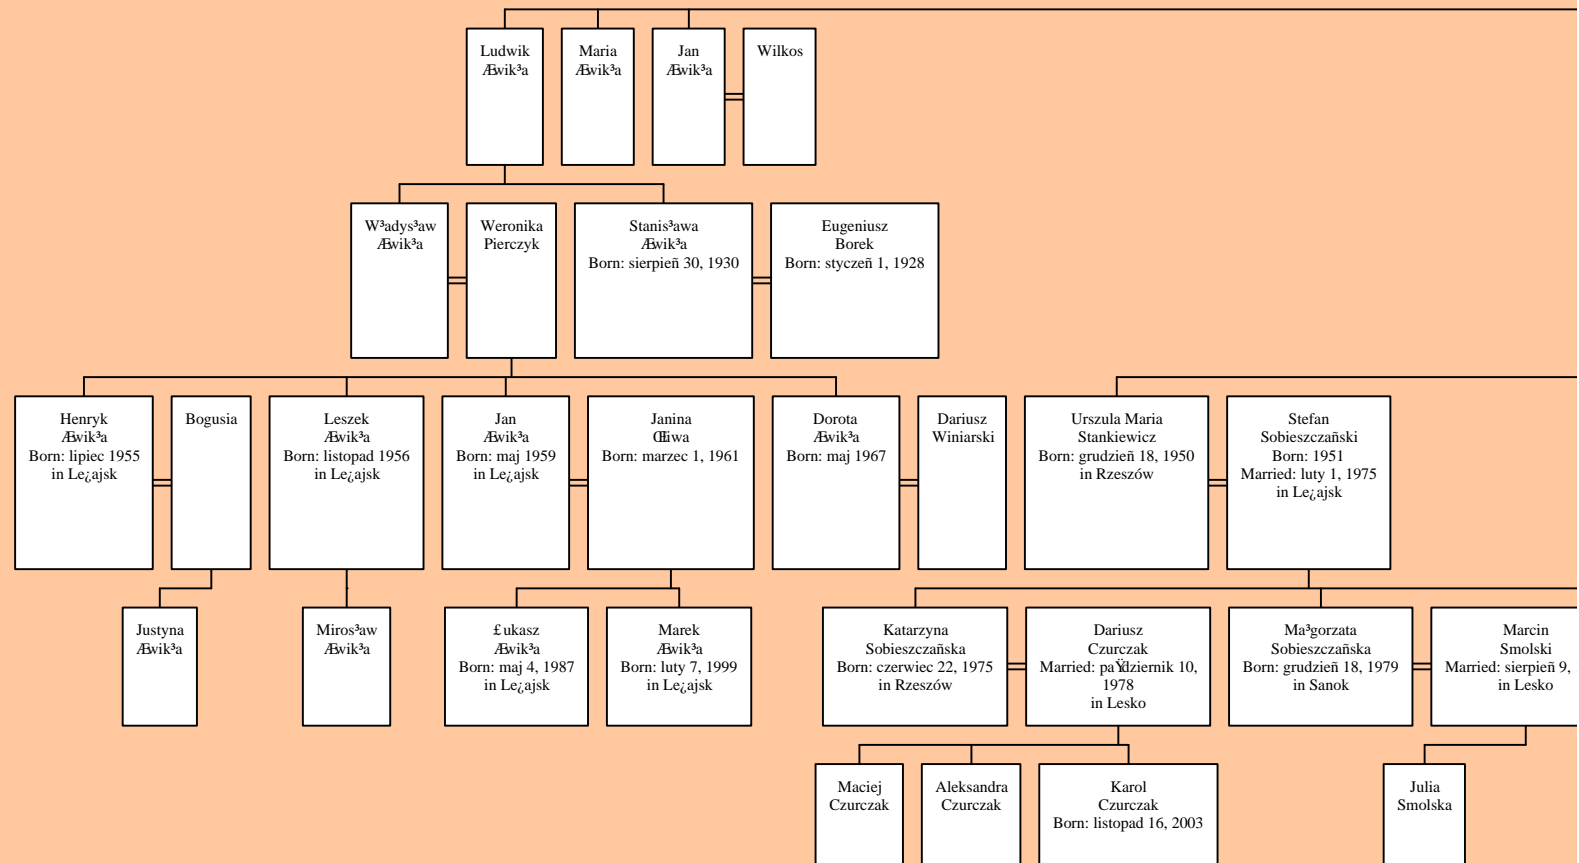 Ludwik
Æwik³a
Maria
Æwik³a
Jan
Æwik³a
Wilkos
W³adys³aw
Æwik³a
Weronika
Pierczyk
Stanis³awa
Æwik³a
Born: sierpieñ 30, 1930
Eugeniusz
Borek
Born: styczeñ 1, 1928
Henryk
Æwik³a
Born: lipiec 1955
in Le¿ajsk
Bogusia
Leszek
Æwik³a
Born: listopad 1956
in Le¿ajsk
Jan
Æwik³a
Born: maj 1959
in Le¿ajsk
Janina
Œliwa
Born: marzec 1, 1961
Dorota
Æwik³a
Born: maj 1967
Dariusz
Winiarski
Urszula Maria
Stankiewicz
Born: grudzieñ 18, 1950
in Rzeszów
Stefan
Sobieszczañski
Born: 1951
Married: luty 1, 1975
in Le¿ajsk
Justyna
Æwik³a
Miros³aw
Æwik³a
£ukasz
Æwik³a
Born: maj 4, 1987
in Le¿ajsk
Marek
Æwik³a
Born: luty 7, 1999
in Le¿ajsk
Katarzyna
Sobieszczañska
Born: czerwiec 22, 1975
in Rzeszów
Dariusz
Czurczak
Married: paŸdziernik 10,
1978
in Lesko
Ma³gorzata
Sobieszczañska
Born: grudzieñ 18, 1979
in Sanok
Marcin
Smolski
Married: sierpieñ 9,
in Lesko
Maciej
Czurczak
Aleksandra
Czurczak
Karol
Czurczak
Born: listopad 16, 2003
Julia
Smolska